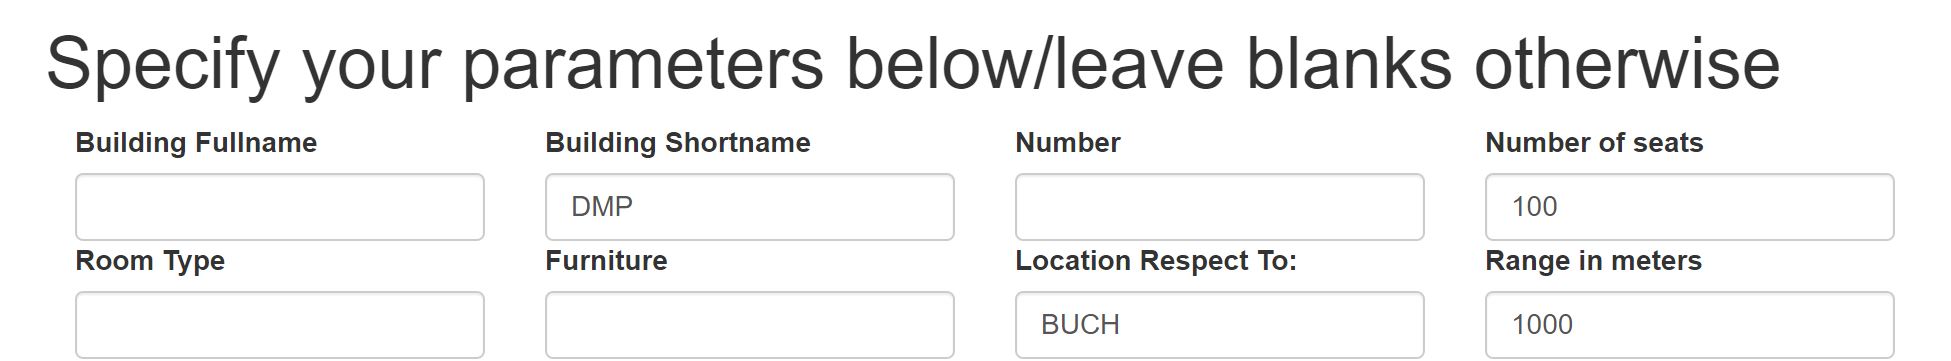 Specify your parameters below/leave blanks otherwise
Building Fullname Building Shortname Number Number of seats
DMP 100
Room Type Furniture Location Respect To: Range in meters
BUCH 1000